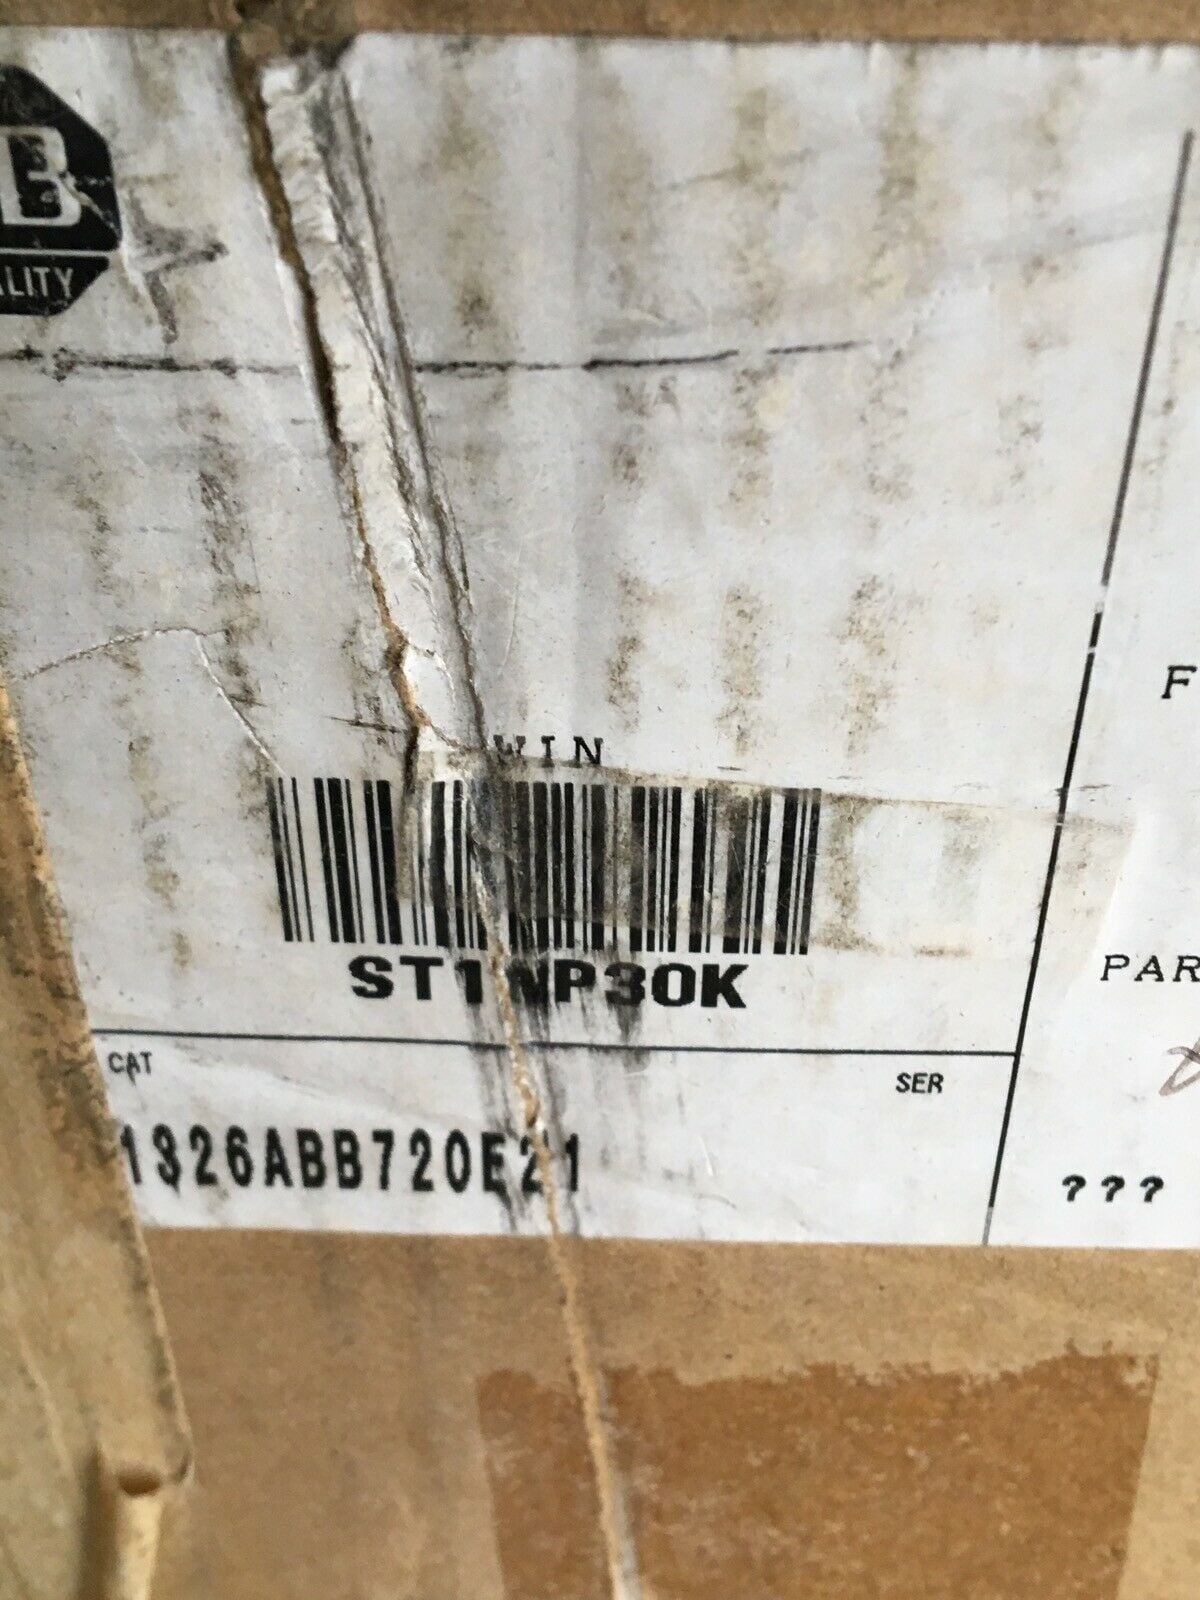 B
ALITY
WIN
F
ST1NP30K
PAR
CAT
SER
1326ABB720E21
???